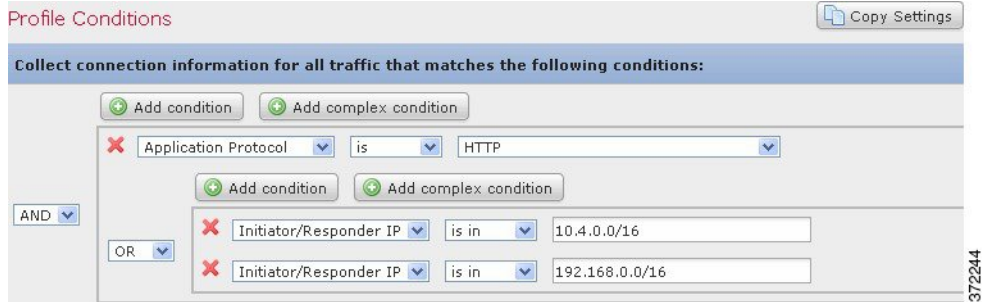 Profile Conditions
Copy Settings
Collect connection information for all traffic that matches the following conditions:
Add condition Add complex condition
Application Protocol is HTTP
Add condition Add complex condition
AND
Initiator/Responder IP is in 10.4.0.0/16
OR
Initiator/Responder IP is in 192.168.0.0/16
372244